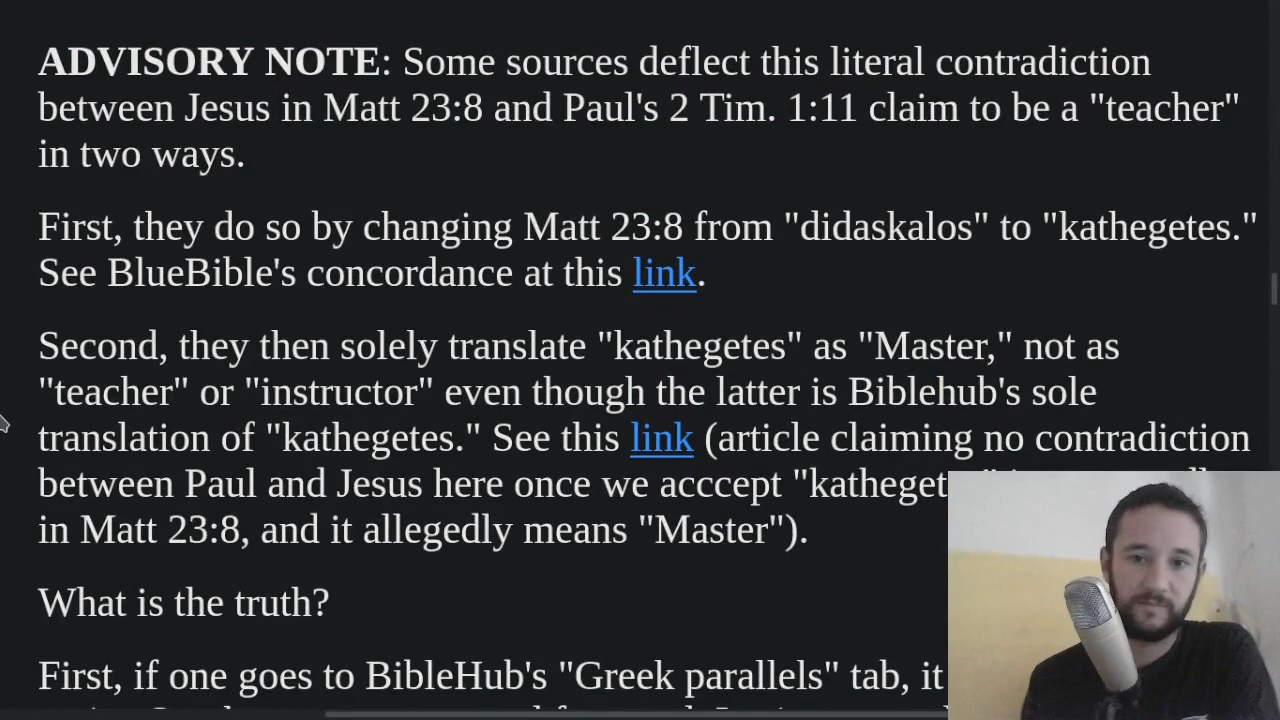 ADVISORY NOTE: Some sources deflect this literal contradiction
between Jesus in Matt 23:8 and Paul's 2 Tim. 1:11 claim to be a "teacher"
in two ways.
First, they do so by changing Matt 23:8 from "didaskalos" to "kathegetes."
See BlueBible's concordance at this link.
Second, they then solely translate "kathegetes" as "Master," not as
"teacher" or "instructor" even though the latter is Biblehub's sole
translation of "kathegetes." See this link (article claiming no contradiction
between Paul and Jesus here once we acccept "katheget
in Matt 23:8, and it allegedly means "Master").
What is the truth?
First, if one goes to BibleHub's "Greek parallels" tab, it